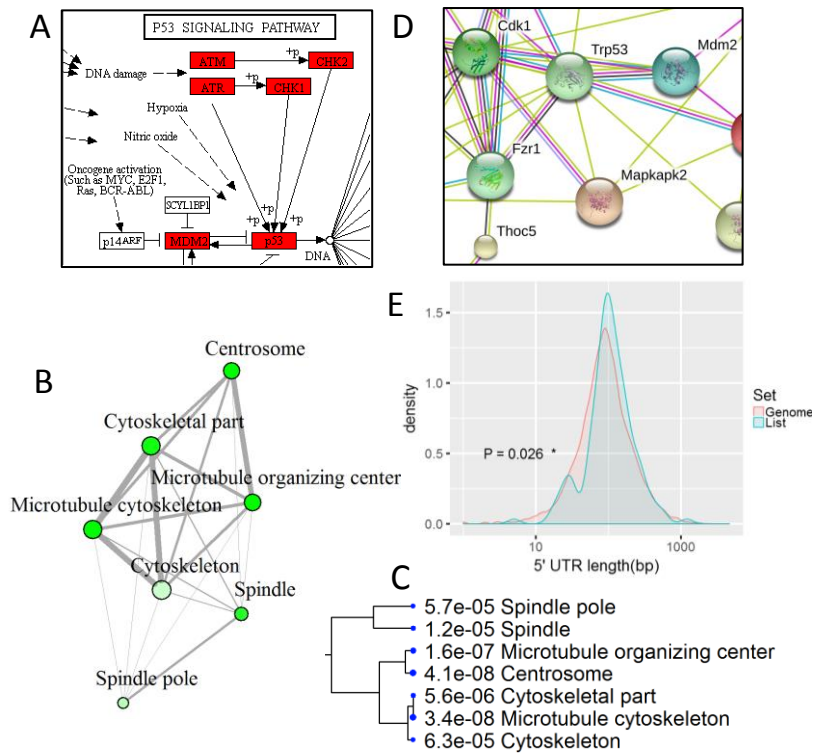 A
P53 SIGNALING PATHWAY
ATM
+p
CHK2
DNA damage
ATR
+p
CHK1
Hypoxia
Nitric oxide
Oncogene activation
(Such as MYC, E2F1,
Ras, BCR-ABL)
SCYL1BP1
+p
+p
+p
p14ARF
MDM2
p53
DNA
D
Cdk1
Trp53
Mdm2
Fzr1
Mapkapk2
Thoc5
B
Centrosome
Cytoskeletal part
Microtubule organizing center
Microtubule cytoskeleton
Cytoskeleton
Spindle
Spindle pole
E
1.5
1.0
0.5
0.0
density
P = 0.026 *
10
1000
5' UTR length(bp)
Set
Genome
List
C
5.7e-05 Spindle pole
1.2e-05 Spindle
1.6e-07 Microtubule organizing center
4.1e-08 Centrosome
5.6e-06 Cytoskeletal part
3.4e-08 Microtubule cytoskeleton
6.3e-05 Cytoskeleton